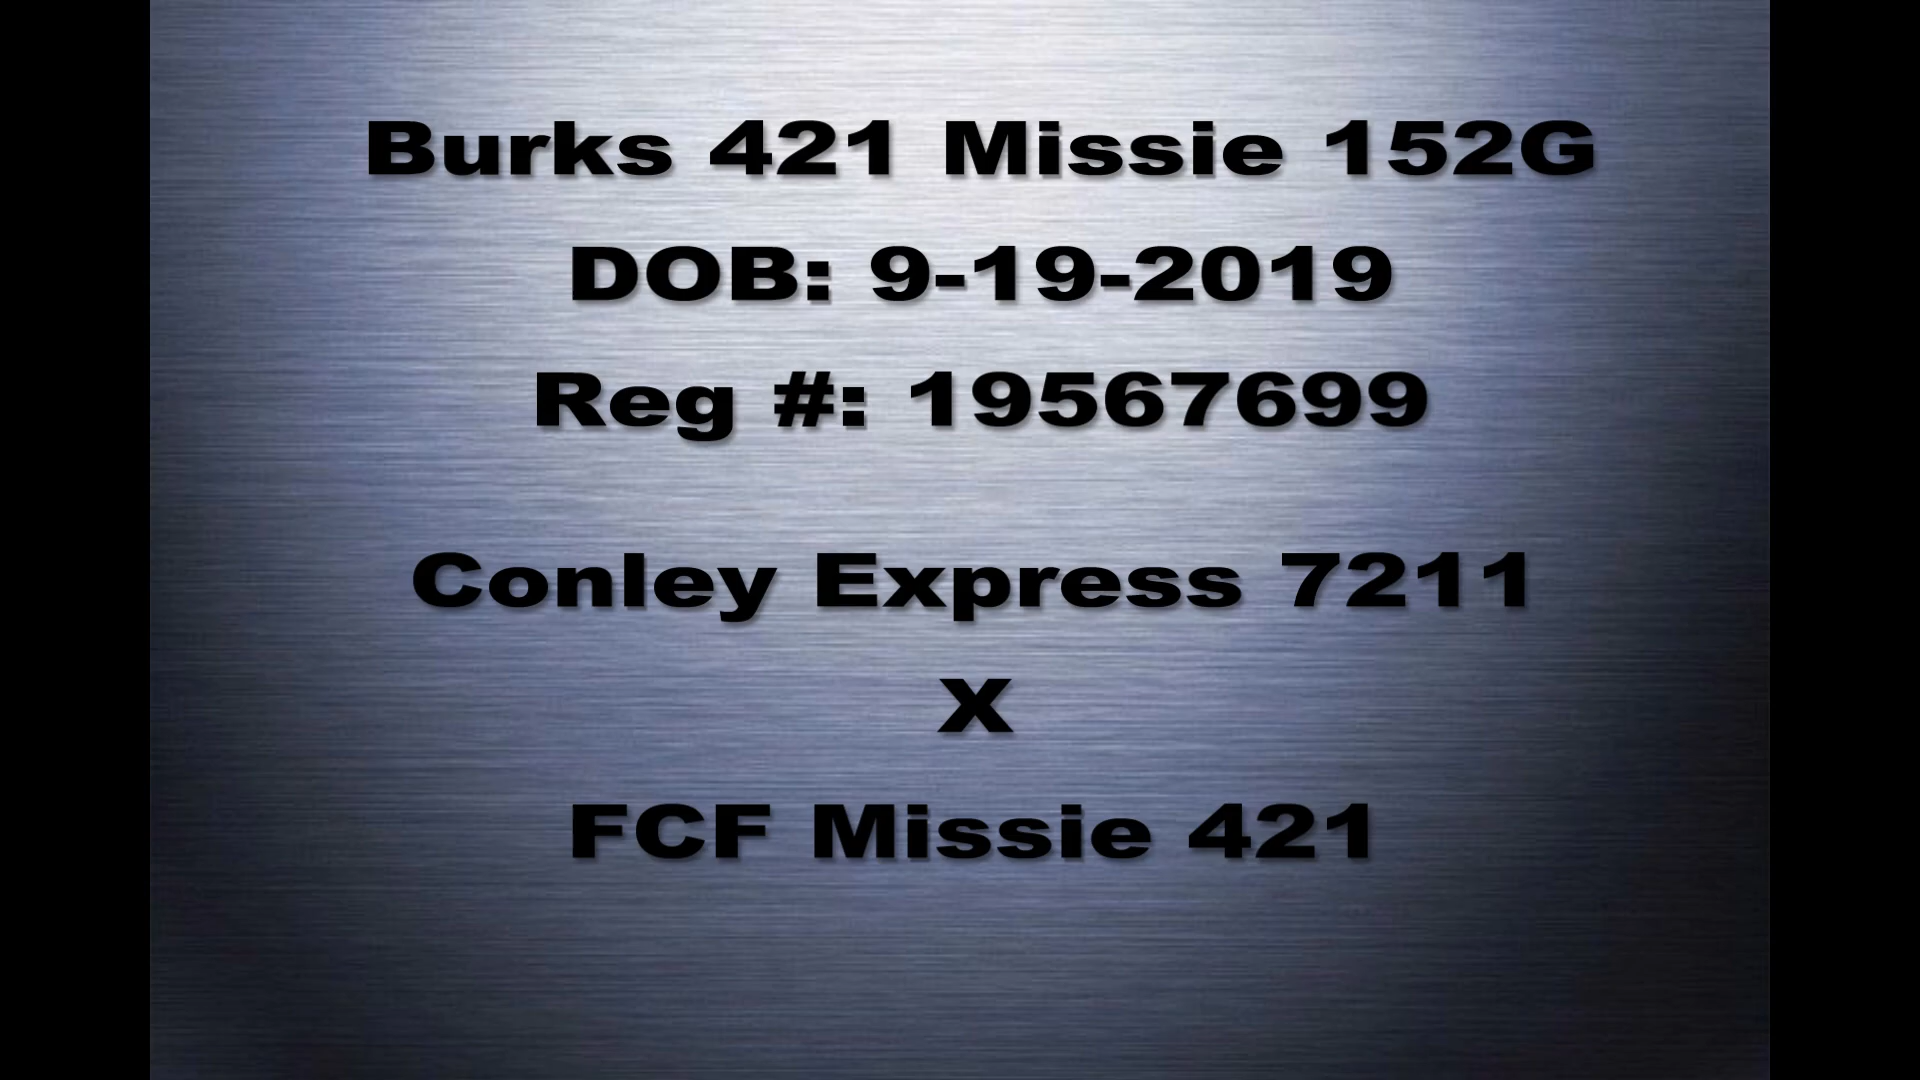 Burks 421 Missie 152G
DOB: 9-19-2019
Reg #: 19567699
Conley Express 7211
X
FCF Missie 421